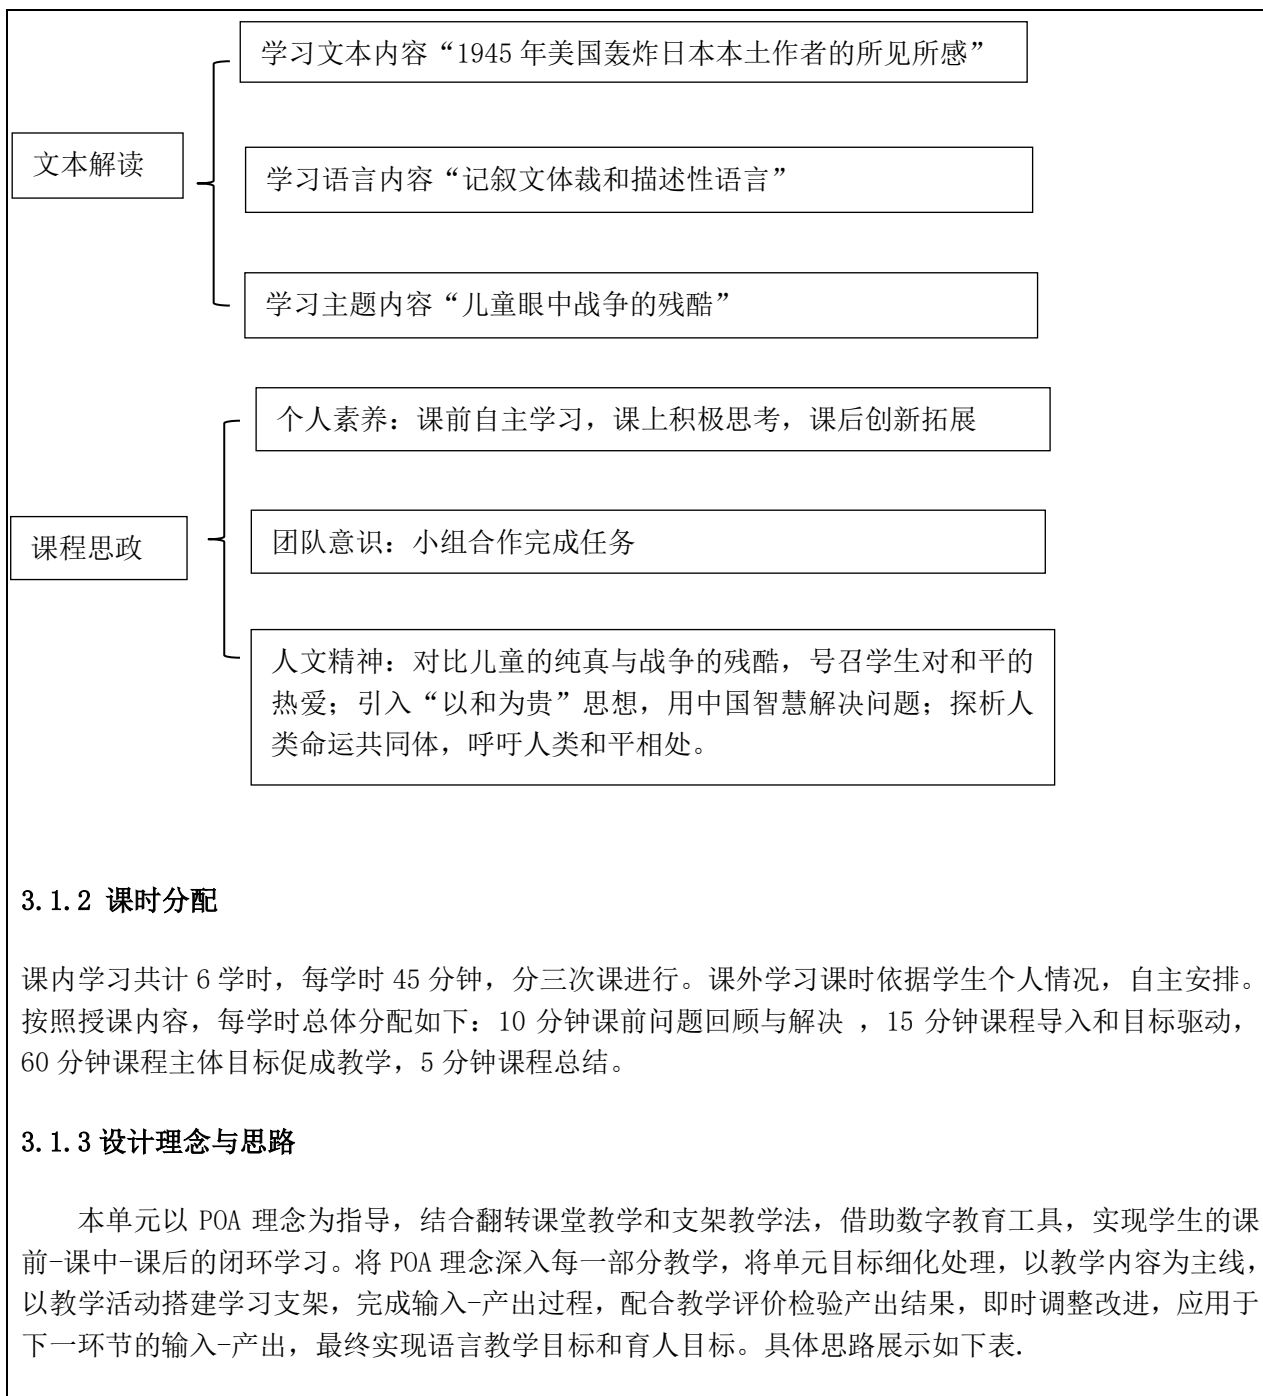 学习文本内容“1945 年美国轰炸日本本土作者的所见所感”
文本解读
学习语言内容“记叙文体裁和描述性语言”
学习主题内容“儿童眼中战争的残酷”
个人素养：课前自主学习，课上积极思考，课后创新拓展
课程思政
团队意识：小组合作完成任务
人文精神：对比儿童的纯真与战争的残酷，号召学生对和平的
热爱；引入“以和为贵”思想，用中国智慧解决问题；探析人
类命运共同体，呼吁人类和平相处。
3.1.2 课时分配
课内学习共计 6 学时，每学时 45 分钟，分三次课进行。课外学习课时依据学生个人情况，自主安排。
按照授课内容，每学时总体分配如下：10 分钟课前问题回顾与解决 ，15 分钟课程导入和目标驱动，
60 分钟课程主体目标促成教学，5 分钟课程总结。
3.1.3 设计理念与思路
本单元以 POA 理念为指导，结合翻转课堂教学和支架教学法，借助数字教育工具，实现学生的课
前-课中-课后的闭环学习。将 POA 理念深入每一部分教学，将单元目标细化处理，以教学内容为主线，
以教学活动搭建学习支架，完成输入-产出过程，配合教学评价检验产出结果，即时调整改进，应用于
下一环节的输入-产出，最终实现语言教学目标和育人目标。具体思路展示如下表.